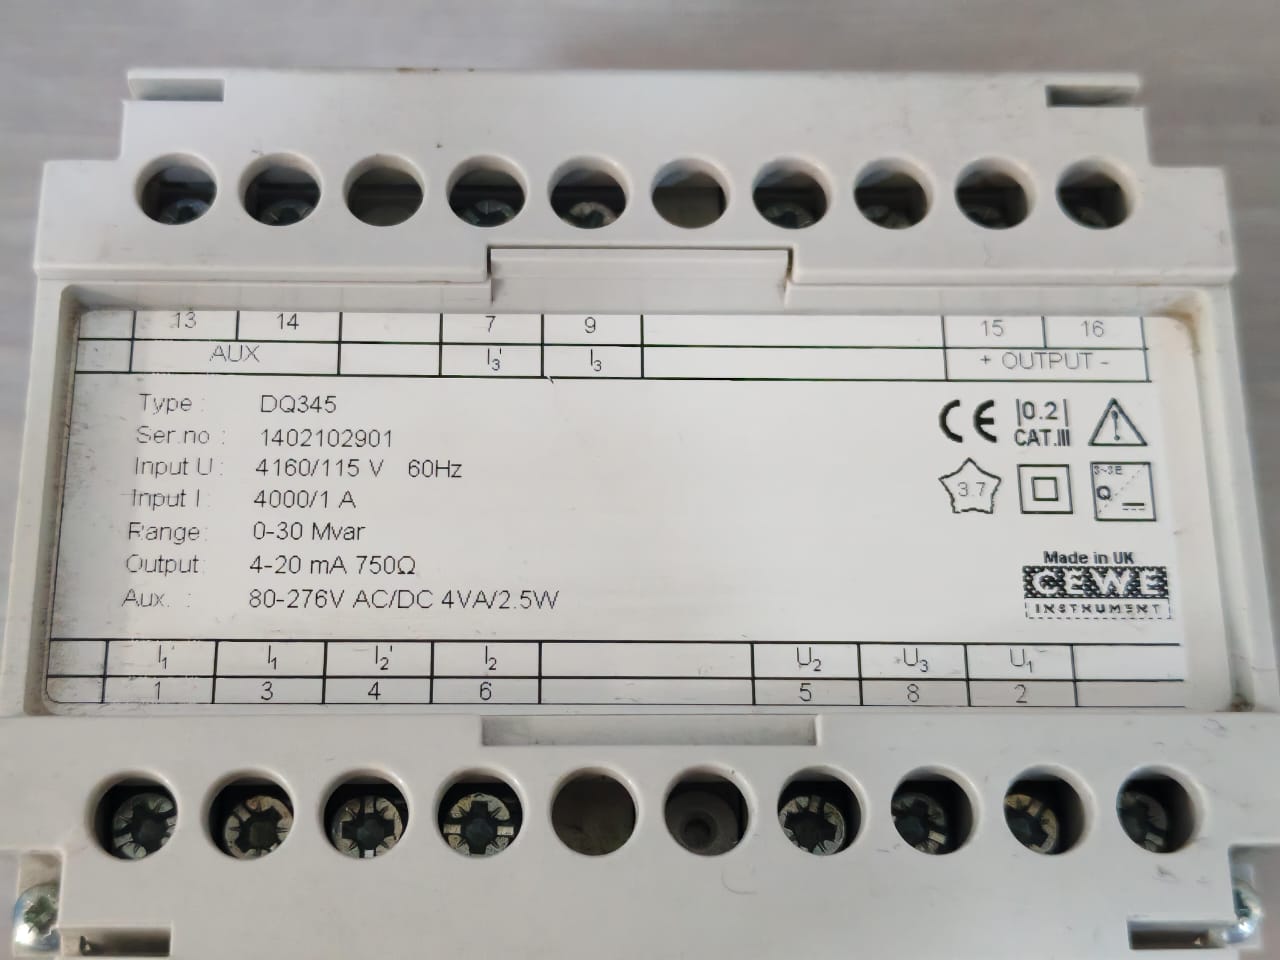 13 14 7 9 15 16
AUX I₃' I₃ + OUTPUT -
Type : DQ345
Ser.no : 1402102901
Input U : 4160/115 V 60Hz
Input I : 4000/1 A
Range: 0-30 Mvar
Output: 4-20 mA 750Ω
Aux. : 80-276V AC/DC 4VA/2.5W
CE |0.2|
CAT.III
3.7
3~3E
Q
Made in UK
CEWE
INSTRUMENT
I₁' I₁ I₂' I₂ U₂ U₃ U₁
1 3 4 6 5 8 2